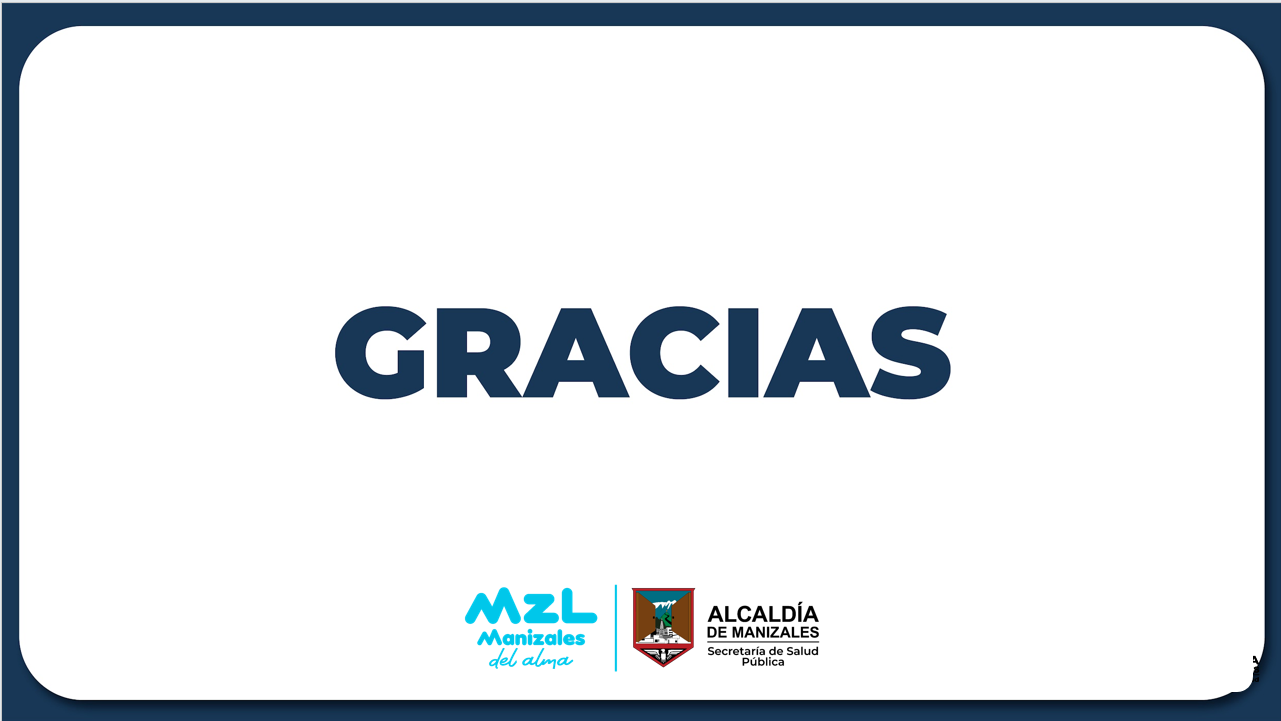 GRACIAS
MZL
Manizales
del alma
ALCALDÍA
DE MANIZALES
Secretaría de Salud
Pública